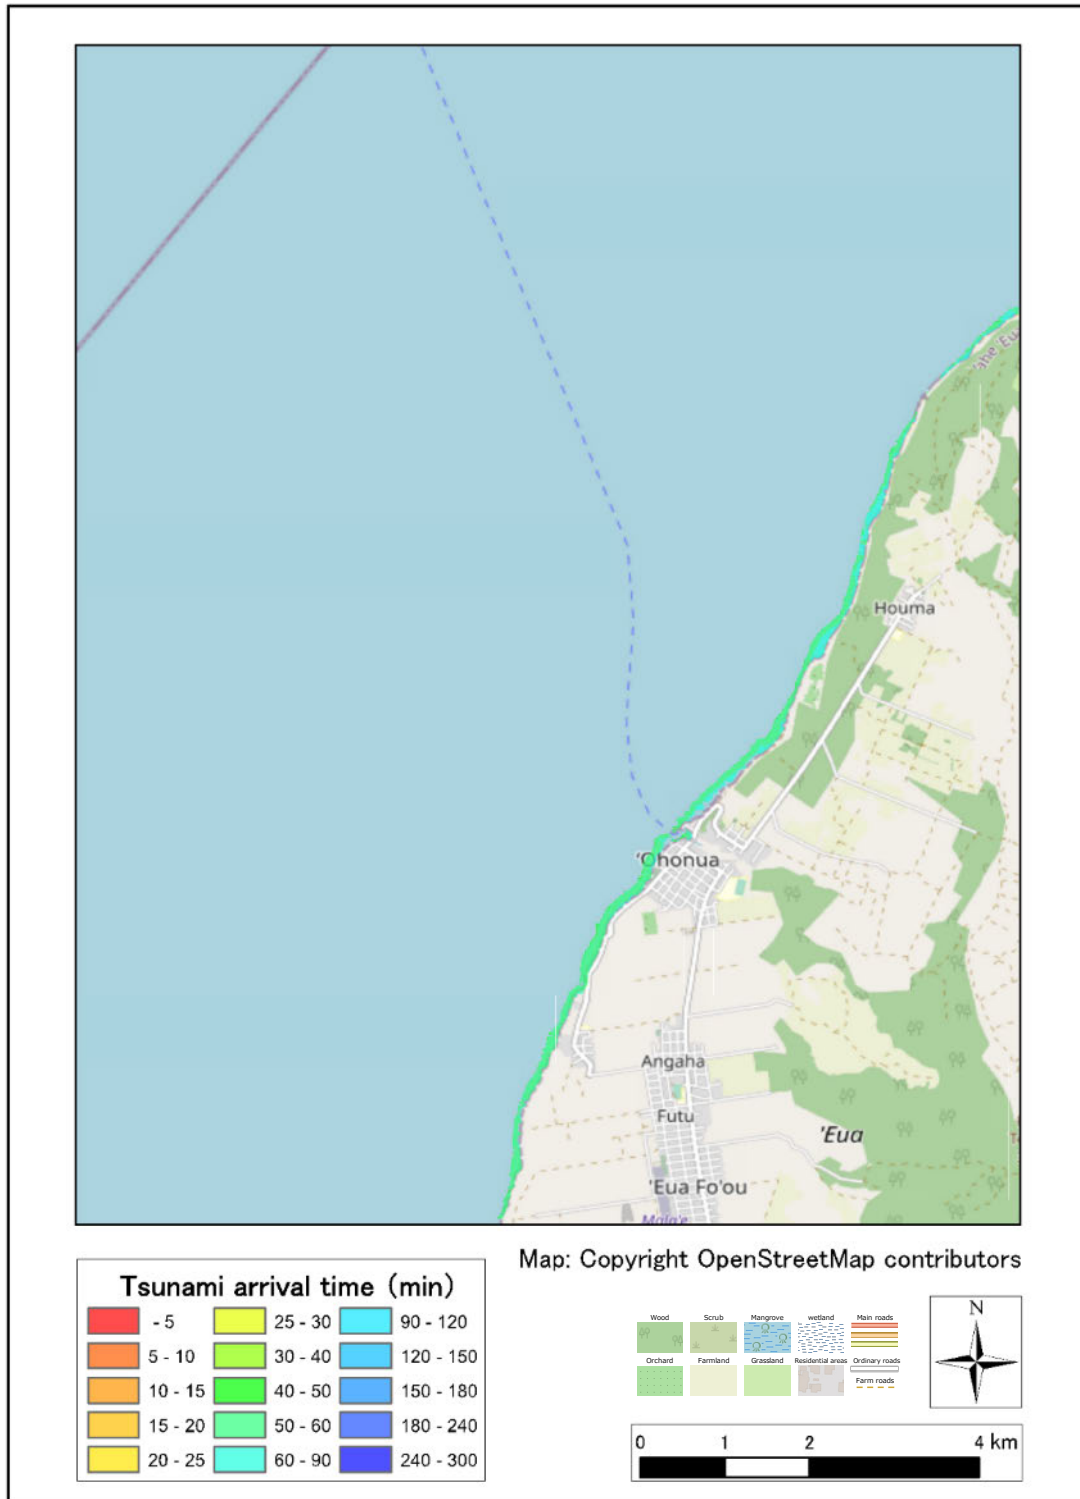 'ahe 'Eu
Houma
'Ohonua
Angaha
Futu
'Eua
'Eua Fo'ou
Mala'e
Map: Copyright OpenStreetMap contributors
Tsunami arrival time (min)
- 5 25 - 30 90 - 120
5 - 10 30 - 40 120 - 150
10 - 15 40 - 50 150 - 180
15 - 20 50 - 60 180 - 240
20 - 25 60 - 90 240 - 300
Wood Scrub Mangrove wetland Main roads
Orchard Farmland Grassland Residential areas Ordinary roads
Farm roads
N
0 1 2 4 km